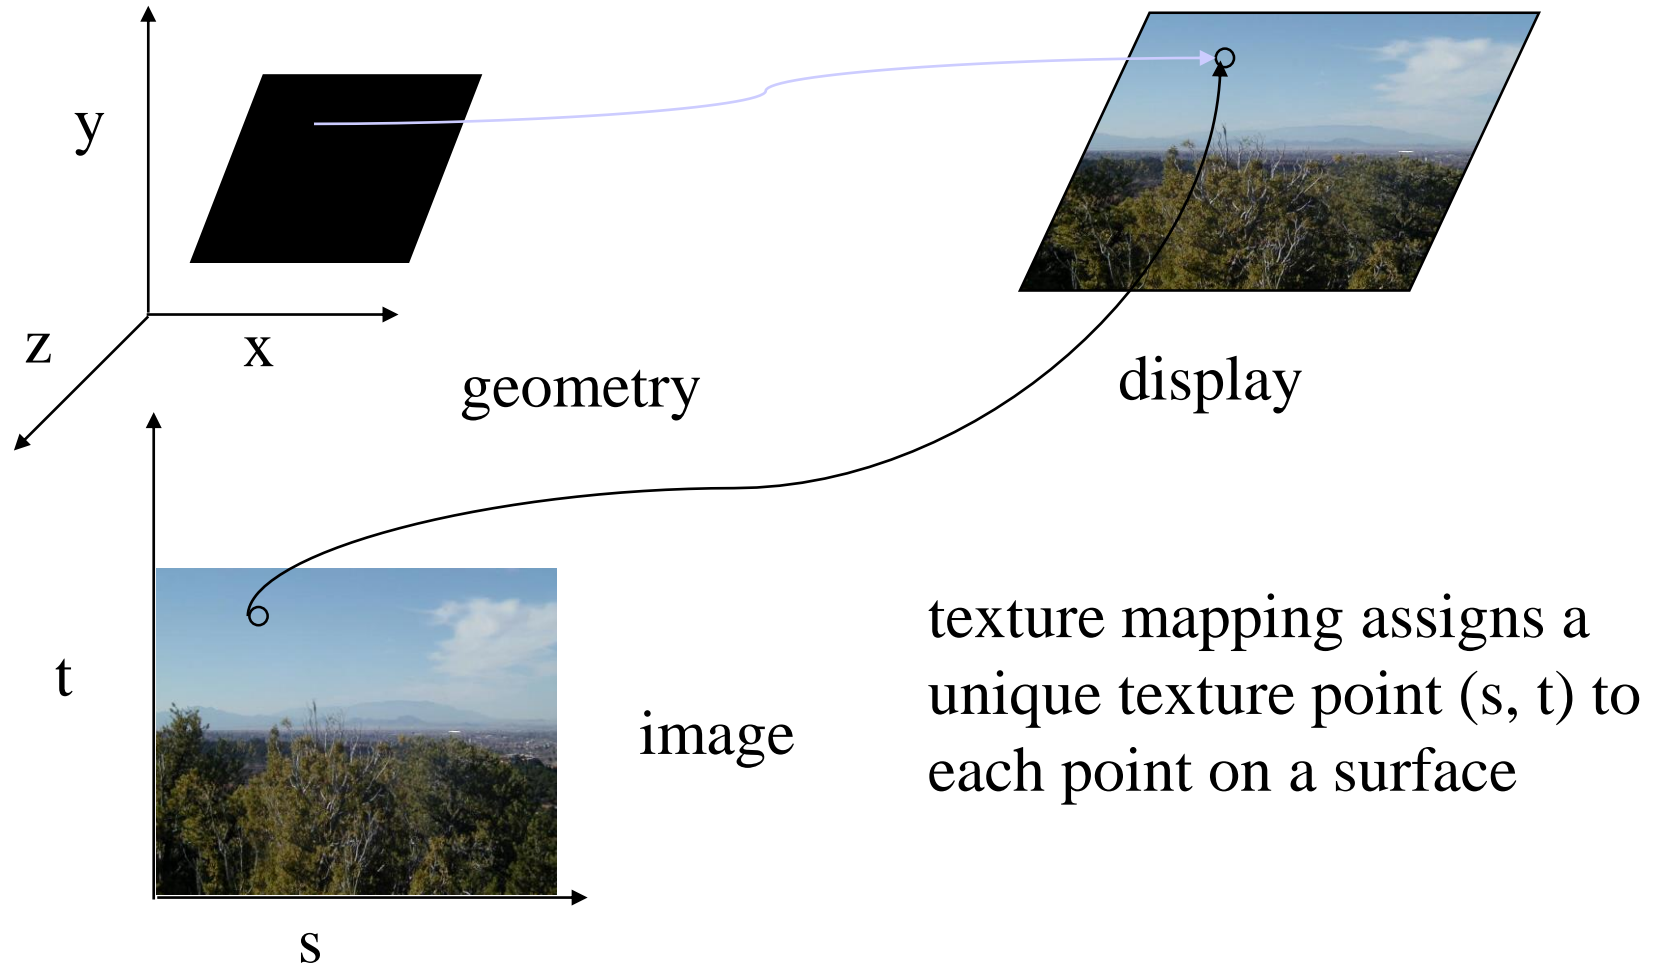 y
z
x
geometry
display
t
image
s
texture mapping assigns a
unique texture point (s, t) to
each point on a surface